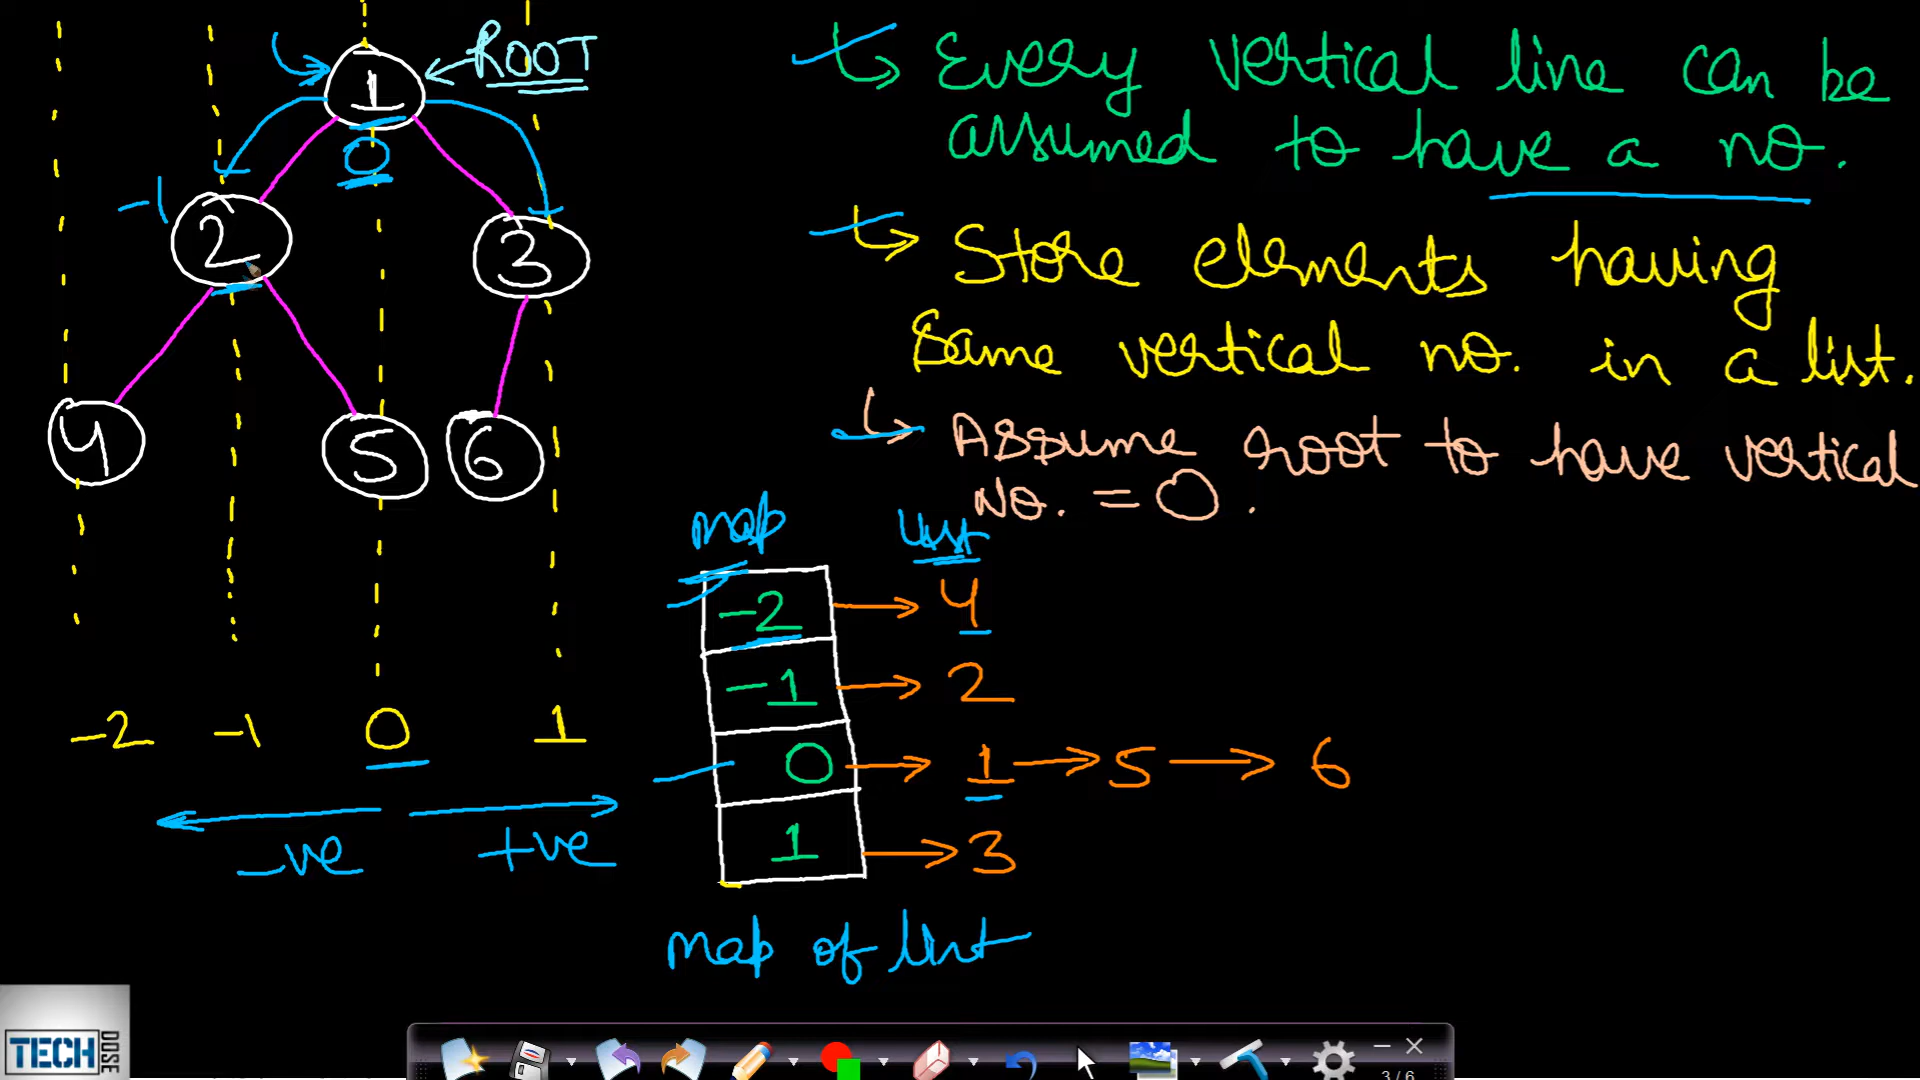 1 ROOT
0
-1
2 3
4 5 6
-2 -1 0 1
-ve +ve
Every vertical line can be
assumed to have a no.
Store elements having
same vertical no. in a list.
Assume root to have vertical
No. = 0.
map list
-2 4
-1 2
0 1 5 6
1 3
map of list
TECH DOSE
3 / 6